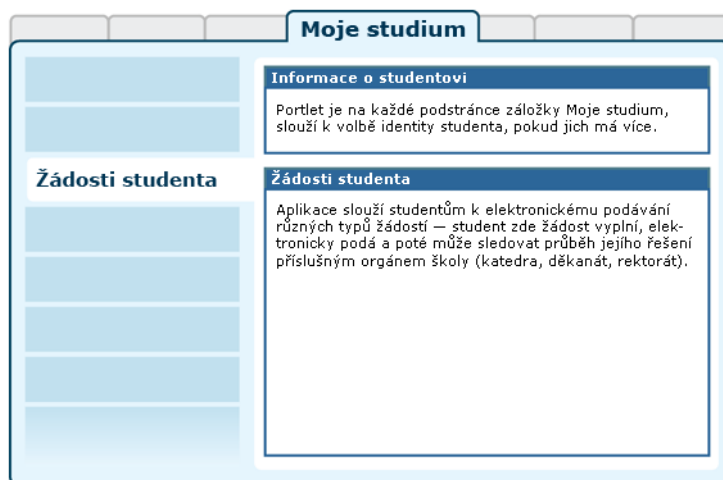 Moje studium
Informace o studentovi
Portlet je na každé podstránce záložky Moje studium,
slouží k volbě identity studenta, pokud jich má více.
Žádosti studenta
Žádosti studenta
Aplikace slouží studentům k elektronickému podávání
různých typů žádostí — student zde žádost vyplní, elek-
tronicky podá a poté může sledovat průběh jejího řešení
příslušným orgánem školy (katedra, děkanát, rektorát).